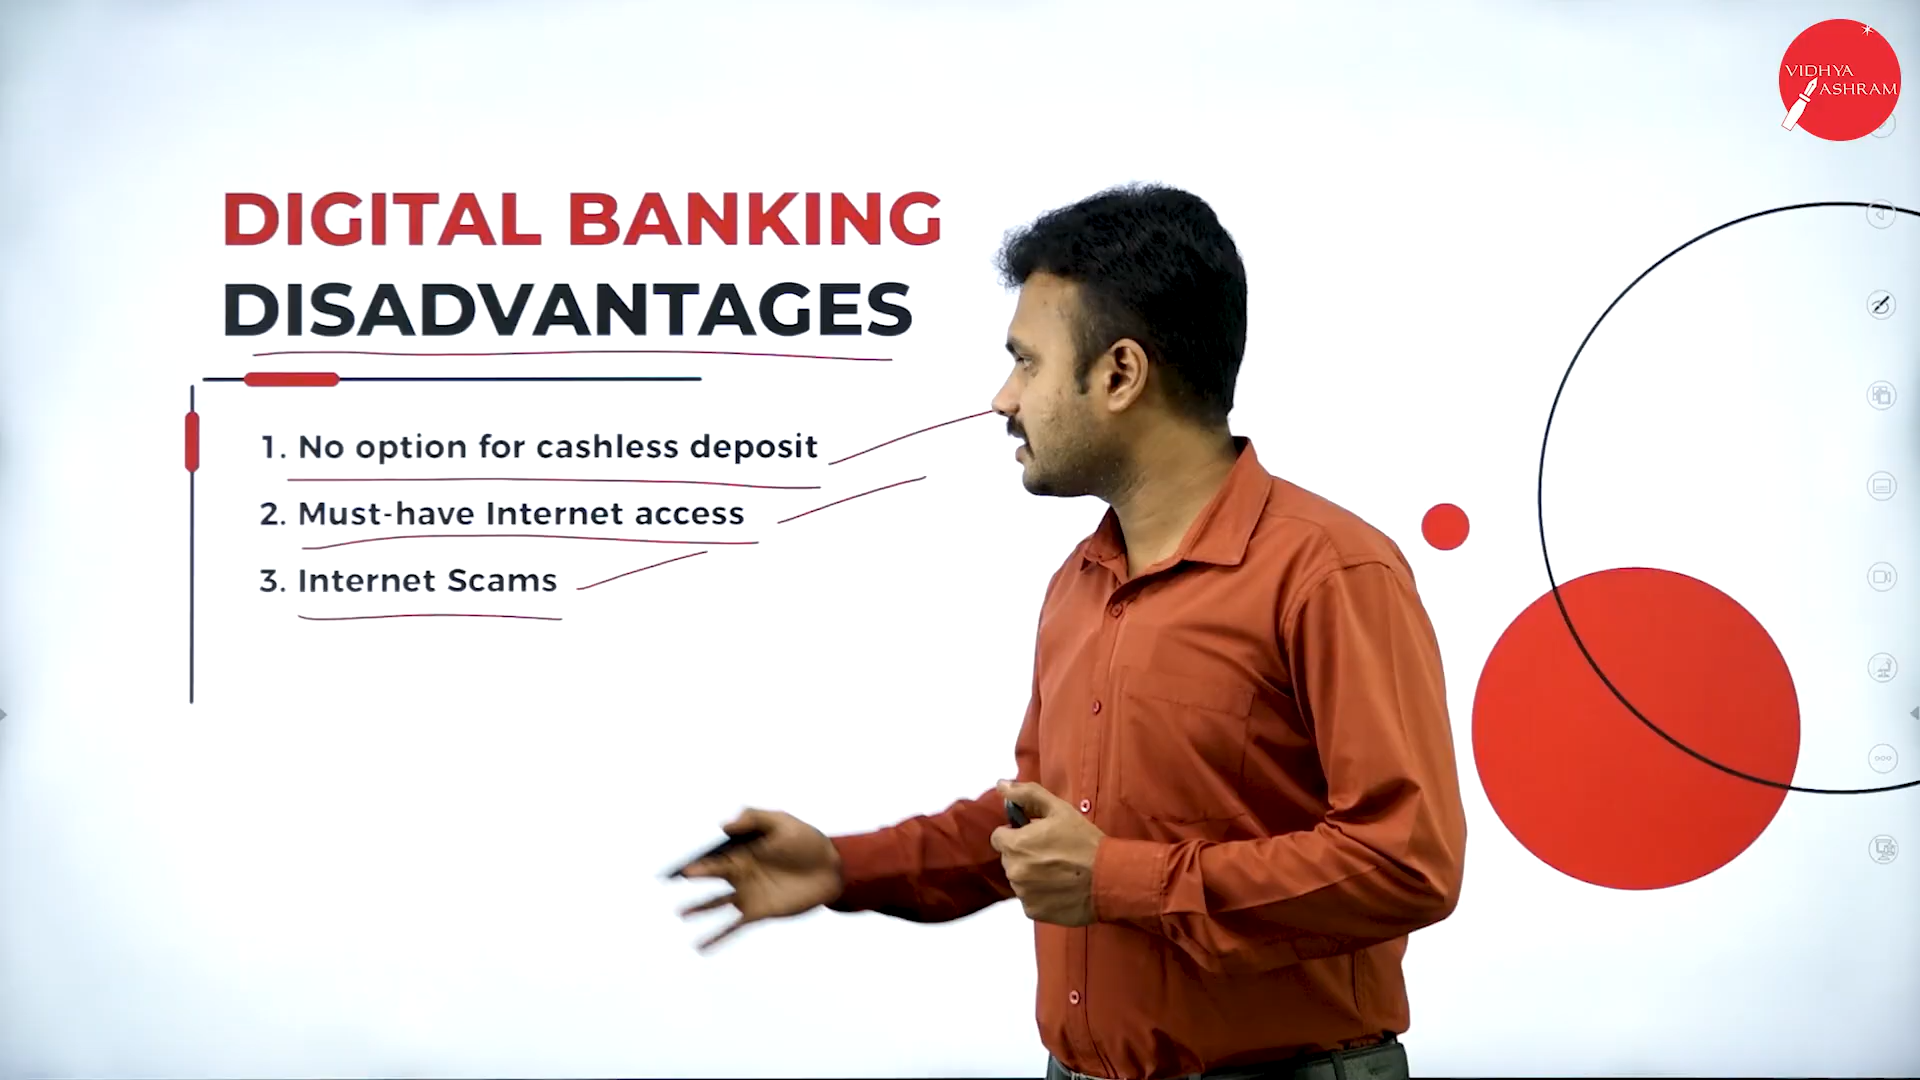 VIDHYA
ASHRAM
DIGITAL BANKING
DISADVANTAGES
1. No option for cashless deposit
2. Must-have Internet access
3. Internet Scams